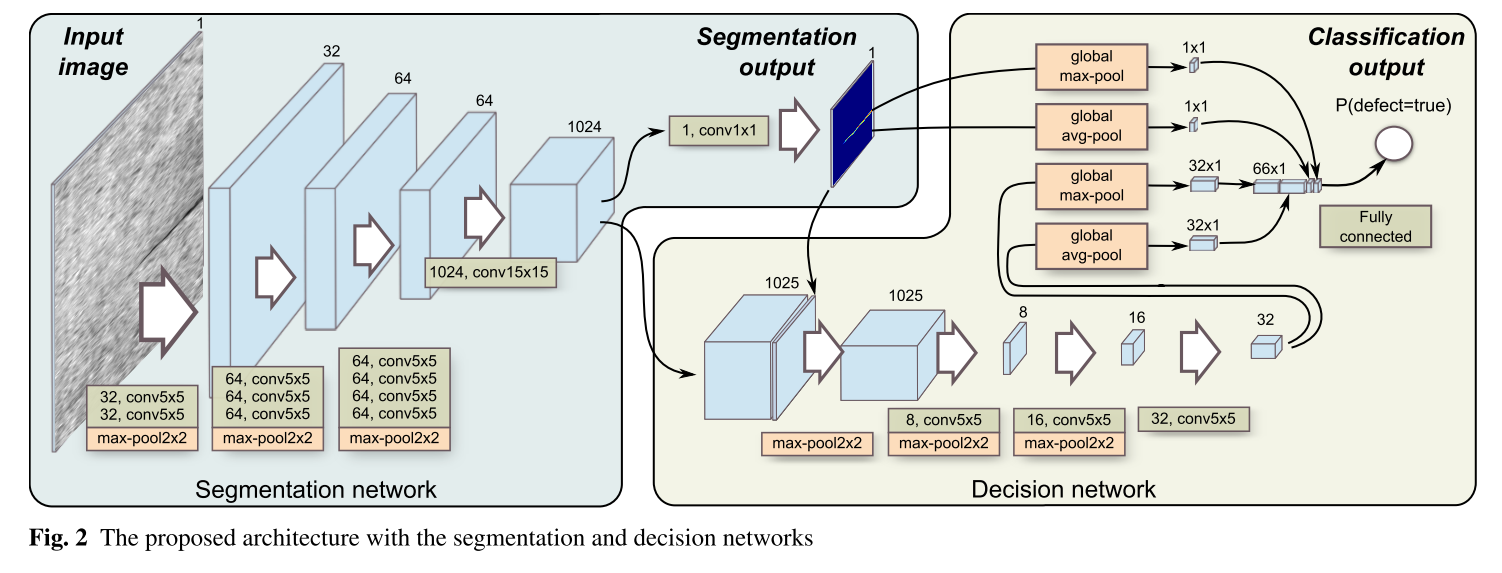 Input
image
1
32
64
64
1024
Segmentation
output
1
1, conv1x1
1024, conv15x15
32, conv5x5
32, conv5x5
max-pool2x2
64, conv5x5
64, conv5x5
64, conv5x5
max-pool2x2
64, conv5x5
64, conv5x5
64, conv5x5
64, conv5x5
max-pool2x2
Segmentation network
global
max-pool
1x1
global
avg-pool
1x1
global
max-pool
32x1
global
avg-pool
32x1
66x1
Classification
output
P(defect=true)
Fully
connected
1025
1025
8
16
32
max-pool2x2
8, conv5x5
max-pool2x2
16, conv5x5
max-pool2x2
32, conv5x5
Decision network
Fig. 2 The proposed architecture with the segmentation and decision networks